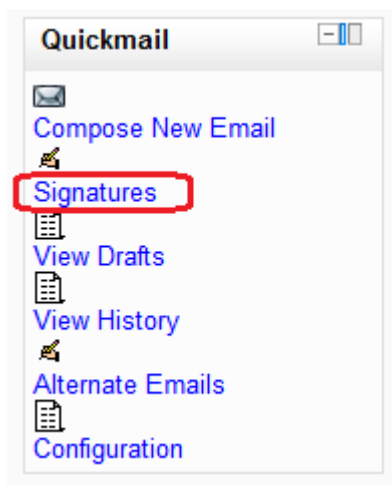 Quickmail
Compose New Email
Signatures
View Drafts
View History
Alternate Emails
Configuration